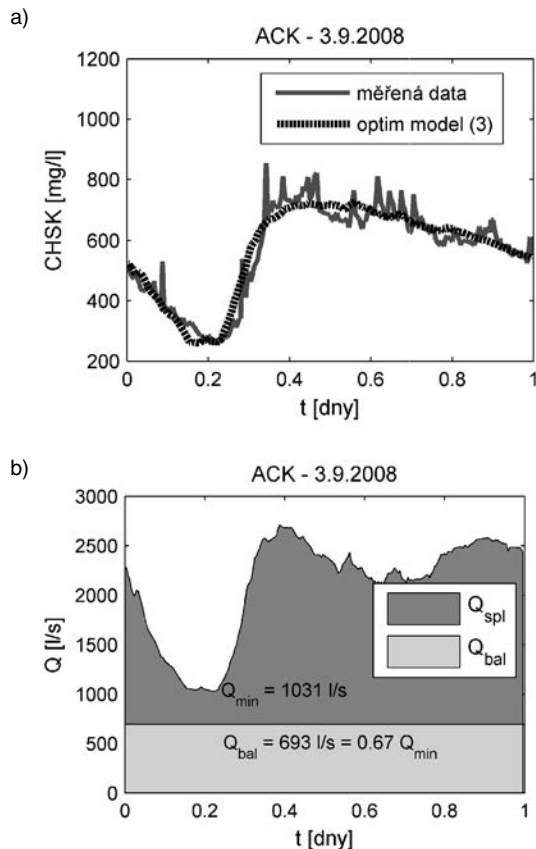 a)
ACK - 3.9.2008
1200
1000
800
600
400
200
CHSK [mg/l]
měřená data
optim model (3)
0
0.2
0.4
0.6
0.8
1
t [dny]
b)
ACK - 3.9.2008
3000
2500
2000
1500
1000
500
0
Q [l/s]
Q_spl
Q_bal
Q_min = 1031 l/s
Q_bal = 693 l/s = 0.67 Q_min
0
0.2
0.4
0.6
0.8
1
t [dny]